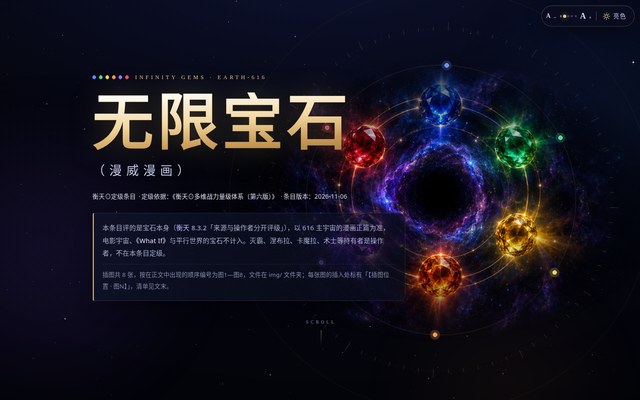 A - A + 亮色
INFINITY GEMS · EARTH-616
无限宝石
（漫威漫画）
衡天⊙定级条目 · 定级依据：《衡天⊙多维战力量级体系（第六版）》 · 条目版本：2026-11-06
本条目评的是宝石本身（衡天 8.3.2「来源与操作者分开评级」），以 616 主宇宙的漫画正篇为准，
电影宇宙、《What If》与平行世界的宝石不计入。灭霸、涅布拉、卡魔拉、术士等持有者是操作
者，不在本条目定级。
插图共 8 张，按在正文中出现的顺序编号为图1—图8，文件在 img/ 文件夹；每张图的插入处标有「【插图位
置 · 图N】」，清单见文末。
SCROLL